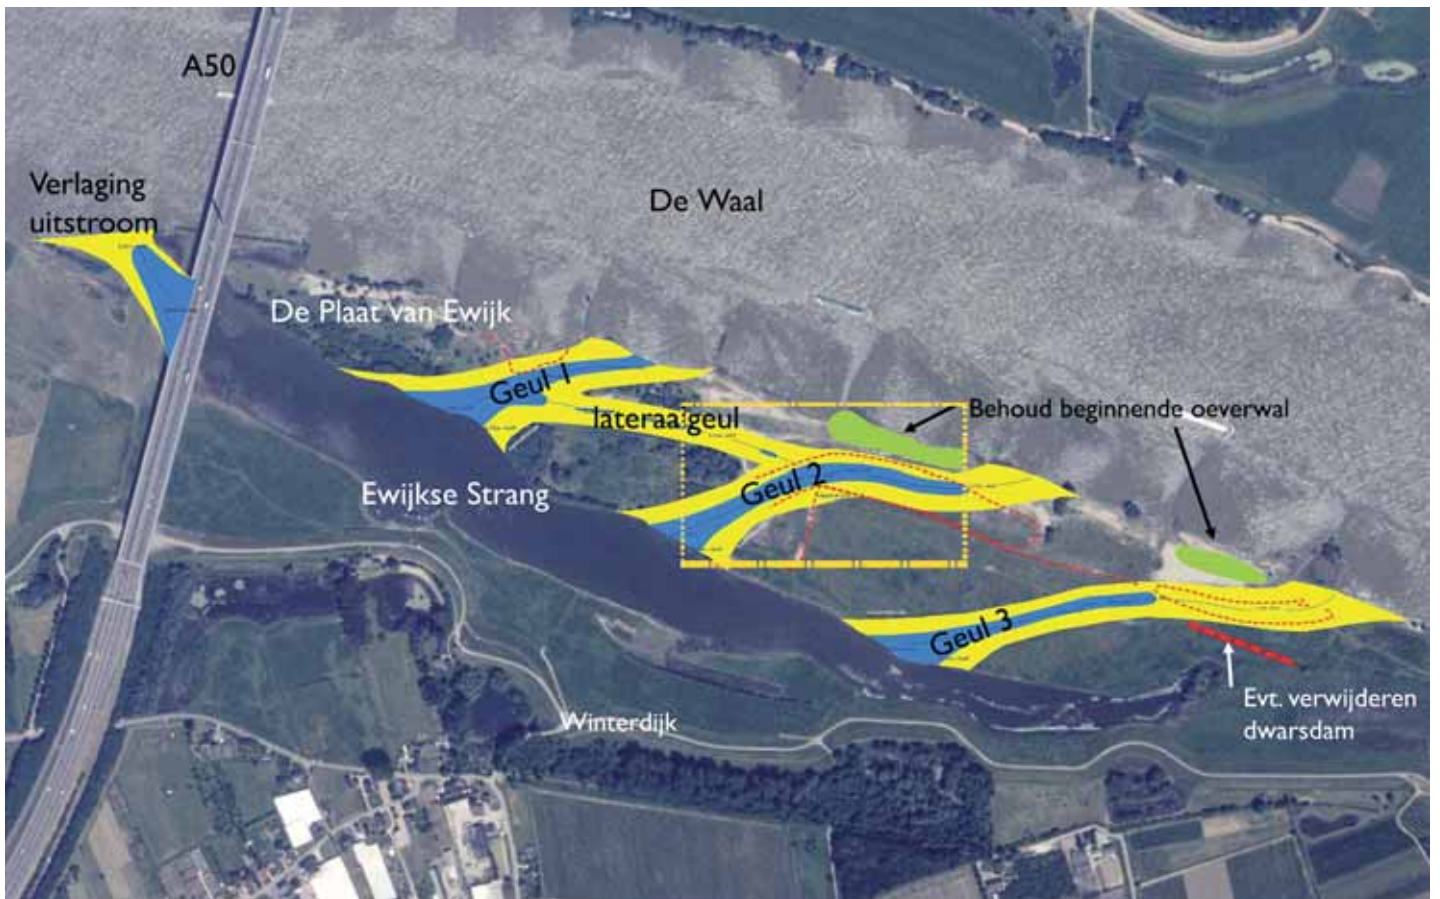 A50
Verlaging
uitstroom
De Waal
De Plaat van Ewijk
Geul 1
lateraalgeul
Behoud beginnende oeverwal
Geul 2
Ewijkse Strang
Geul 3
Evt. verwijderen
dwarsdam
Winterdijk